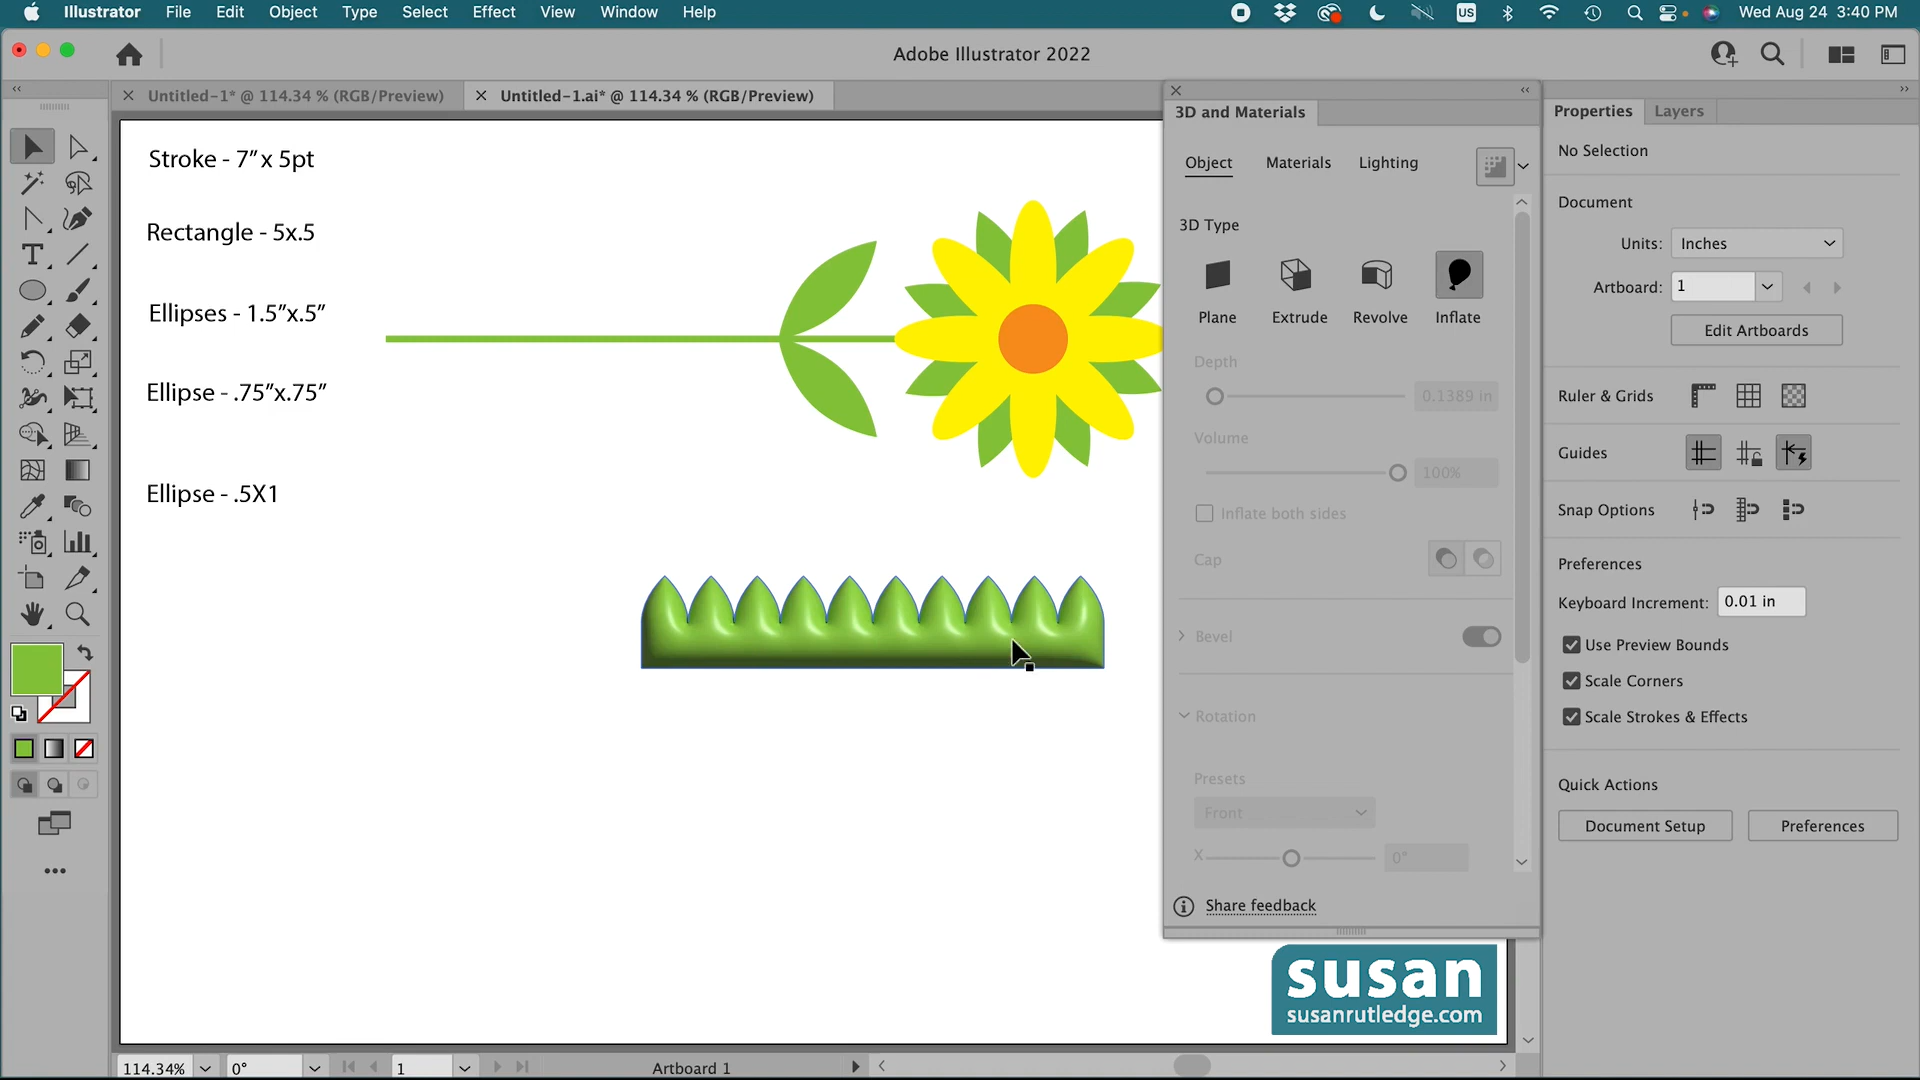 Illustrator File Edit Object Type Select Effect View Window Help US Wed Aug 24 3:40 PM
Adobe Illustrator 2022
Untitled-1* @ 114.34 % (RGB/Preview) Untitled-1.ai* @ 114.34 % (RGB/Preview)
Stroke - 7” x 5pt
Rectangle - 5x.5
Ellipses - 1.5”x.5”
Ellipse - .75”x.75”
Ellipse - .5X1
3D and Materials
Object Materials Lighting
3D Type
Plane Extrude Revolve Inflate
Depth
0.1389 in
Volume
100%
Inflate both sides
Cap
Bevel
Rotation
Presets
Front
X 0°
Share feedback
Properties Layers
No Selection
Document
Units: Inches
Artboard: 1
Edit Artboards
Ruler & Grids
Guides
Snap Options
Preferences
Keyboard Increment: 0.01 in
Use Preview Bounds
Scale Corners
Scale Strokes & Effects
Quick Actions
Document Setup Preferences
susan
susanrutledge.com
114.34% 0° 1 Artboard 1